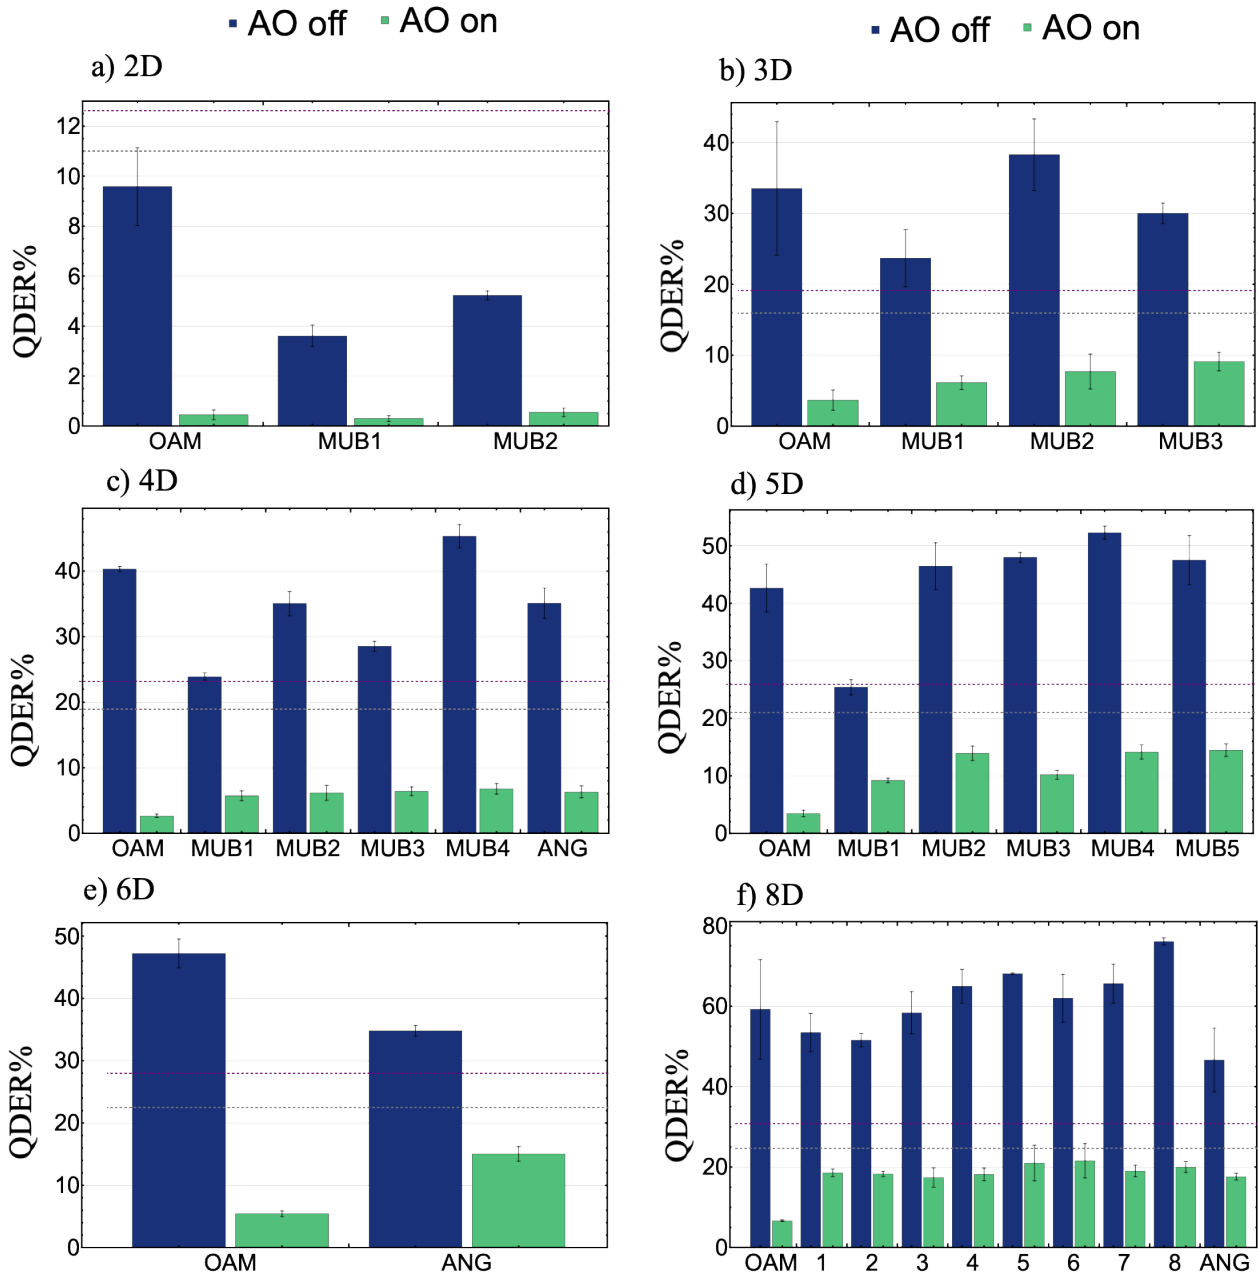 AO off AO on
AO off AO on
a) 2D
QDER%
12
10
8
6
4
2
0
OAM MUB1 MUB2
b) 3D
QDER%
40
30
20
10
0
OAM MUB1 MUB2 MUB3
c) 4D
QDER%
40
30
20
10
0
OAM MUB1 MUB2 MUB3 MUB4 ANG
d) 5D
QDER%
50
40
30
20
10
0
OAM MUB1 MUB2 MUB3 MUB4 MUB5
e) 6D
QDER%
50
40
30
20
10
0
OAM ANG
f) 8D
QDER%
80
60
40
20
0
OAM 1 2 3 4 5 6 7 8 ANG